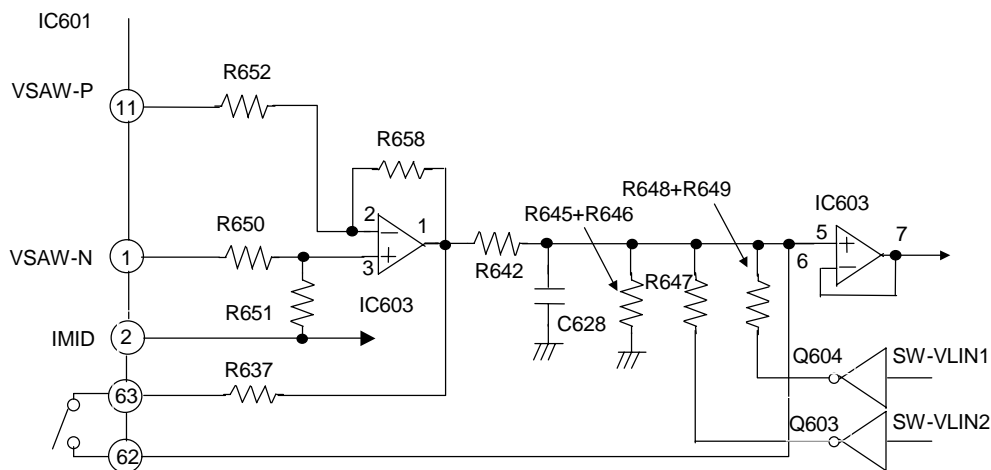 IC601
VSAW-P
11
R652
R658
R648+R649
R645+R646
IC603
R650
2
1
5
7
6
VSAW-N
1
3
R642
R647
R651
IC603
C628
IMID
2
Q604
SW-VLIN1
R637
63
Q603
SW-VLIN2
62